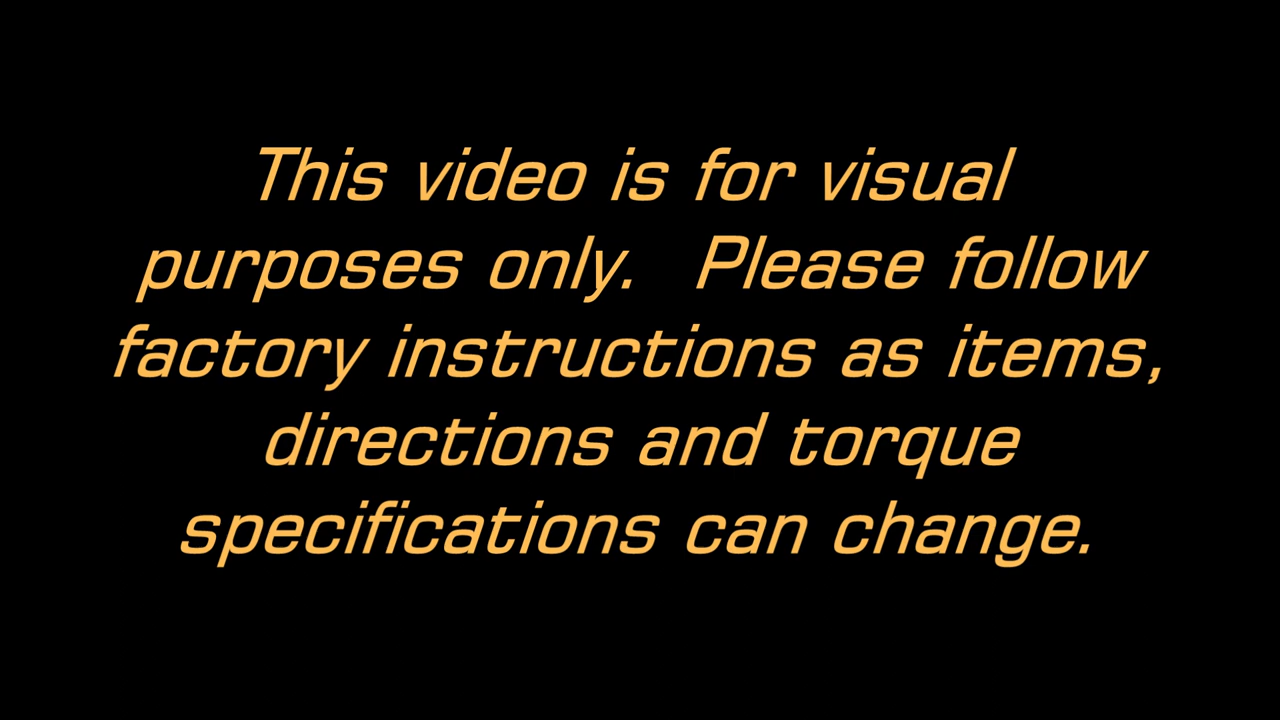 This video is for visual
purposes only.  Please follow
factory instructions as items,
directions and torque
specifications can change.